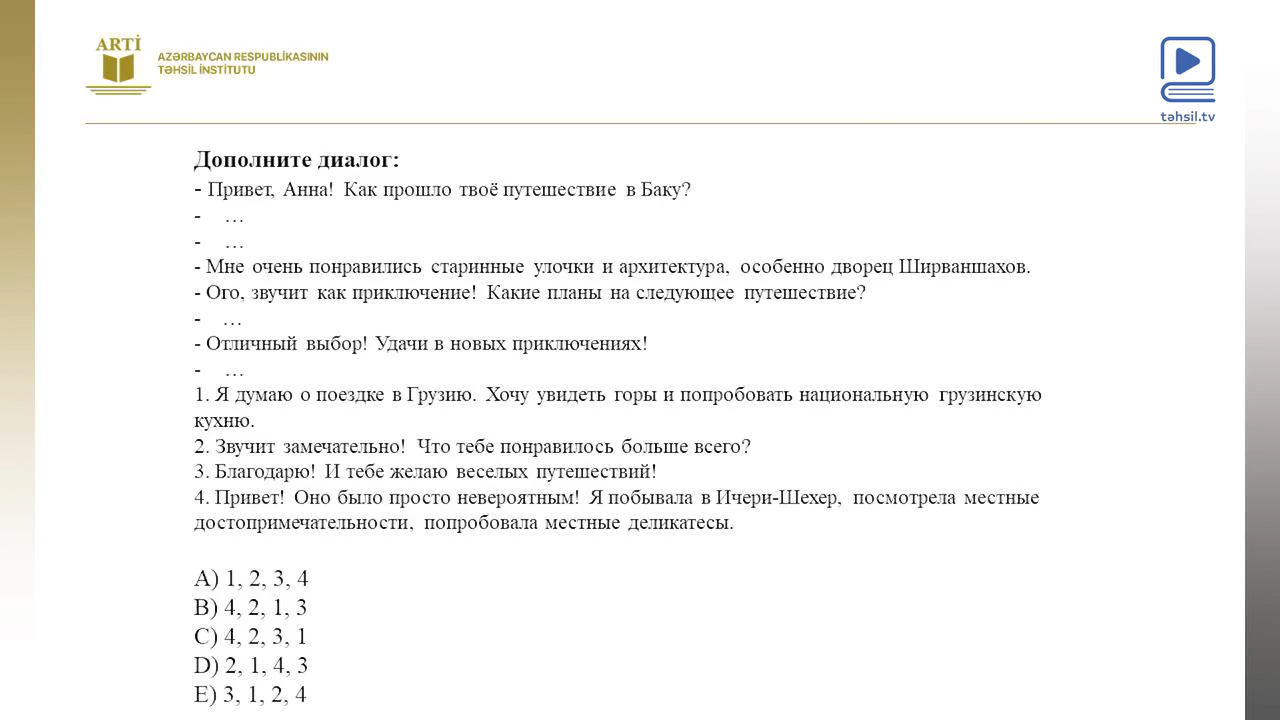 ARTİ
AZƏRBAYCAN RESPUBLİKASININ
TƏHSİL İNSTİTUTU
təhsil.tv
Дополните диалог:
- Привет, Анна! Как прошло твоё путешествие в Баку?
- …
- …
- Мне очень понравились старинные улочки и архитектура, особенно дворец Ширваншахов.
- Ого, звучит как приключение! Какие планы на следующее путешествие?
- …
- Отличный выбор! Удачи в новых приключениях!
- …
1. Я думаю о поездке в Грузию. Хочу увидеть горы и попробовать национальную грузинскую
кухню.
2. Звучит замечательно! Что тебе понравилось больше всего?
3. Благодарю! И тебе желаю веселых путешествий!
4. Привет! Оно было просто невероятным! Я побывала в Ичери-Шехер, посмотрела местные
достопримечательности, попробовала местные деликатесы.
A) 1, 2, 3, 4
B) 4, 2, 1, 3
C) 4, 2, 3, 1
D) 2, 1, 4, 3
E) 3, 1, 2, 4